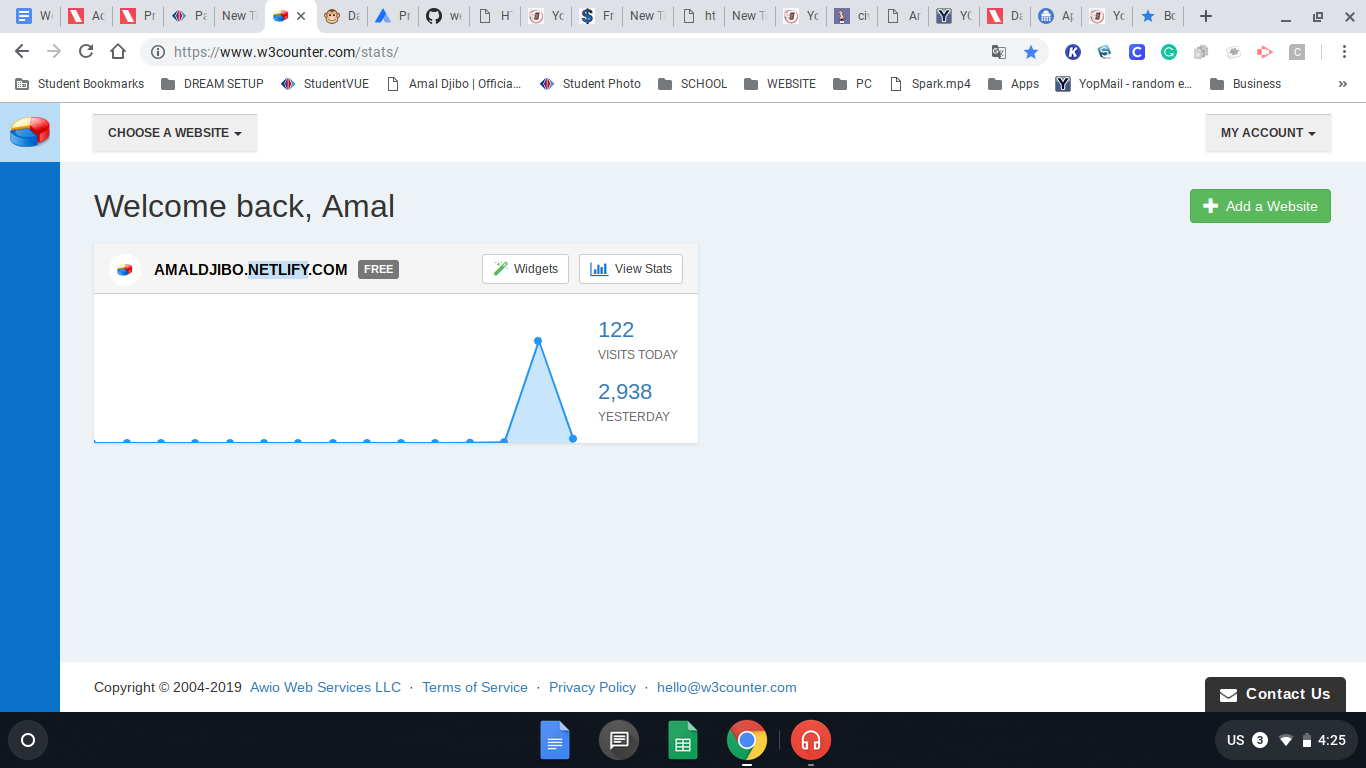 W
Ac
Pr
Pa
New T
Da
Pr
we
H
Yo
Fr
New T
ht
New T
Yo
ci
Ar
YO
Da
Ap
Yo
Bo
https://www.w3counter.com/stats/
Student Bookmarks
DREAM SETUP
StudentVUE
Amal Djibo | Officia...
Student Photo
SCHOOL
WEBSITE
PC
Spark.mp4
Apps
YopMail - random e...
Business
»
CHOOSE A WEBSITE
MY ACCOUNT
Welcome back, Amal
Add a Website
AMALDJIBO.NETLIFY.COM
FREE
Widgets
View Stats
122
VISITS TODAY
2,938
YESTERDAY
Copyright © 2004-2019 Awio Web Services LLC · Terms of Service · Privacy Policy · hello@w3counter.com
Contact Us
US 3 4:25